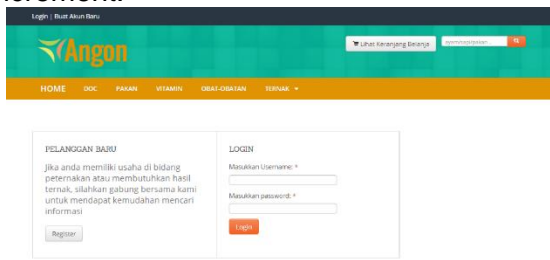 Login | Buat Akun Baru
Angon
Lihat Keranjang Belanja
HOME DOC PAKAN VITAMIN OBAT-OBATAN TERNAK
PELANGGAN BARU
Jika anda memiliki usaha di bidang
peternakan atau membutuhkan hasil
ternak, silahkan gabung bersama kami
untuk mendapat kemudahan mencari
informasi
Register
LOGIN
Masukkan Username: *
Masukkan password: *
Login